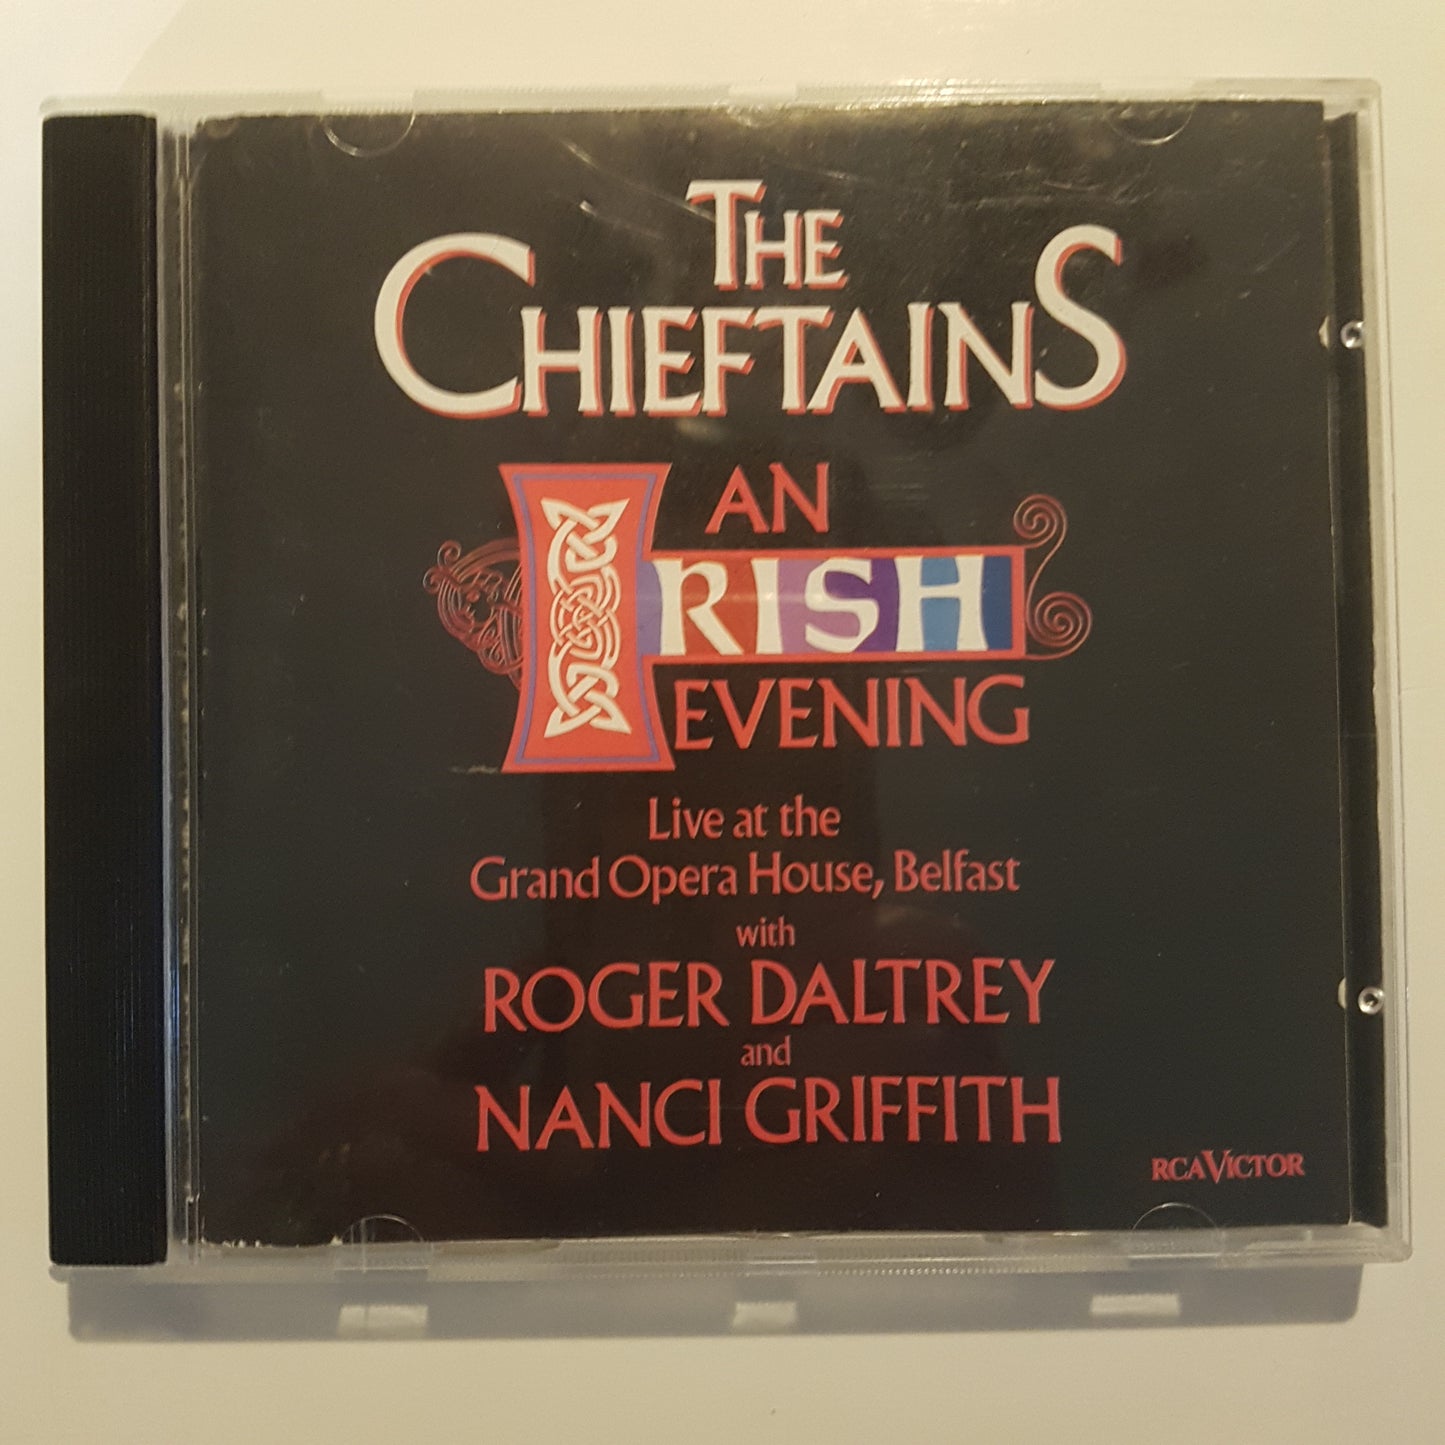 THE
CHIEFTAINS
AN
IRISH
EVENING
Live at the
Grand Opera House, Belfast
with
ROGER DALTREY
and
NANCI GRIFFITH
RCA VICTOR